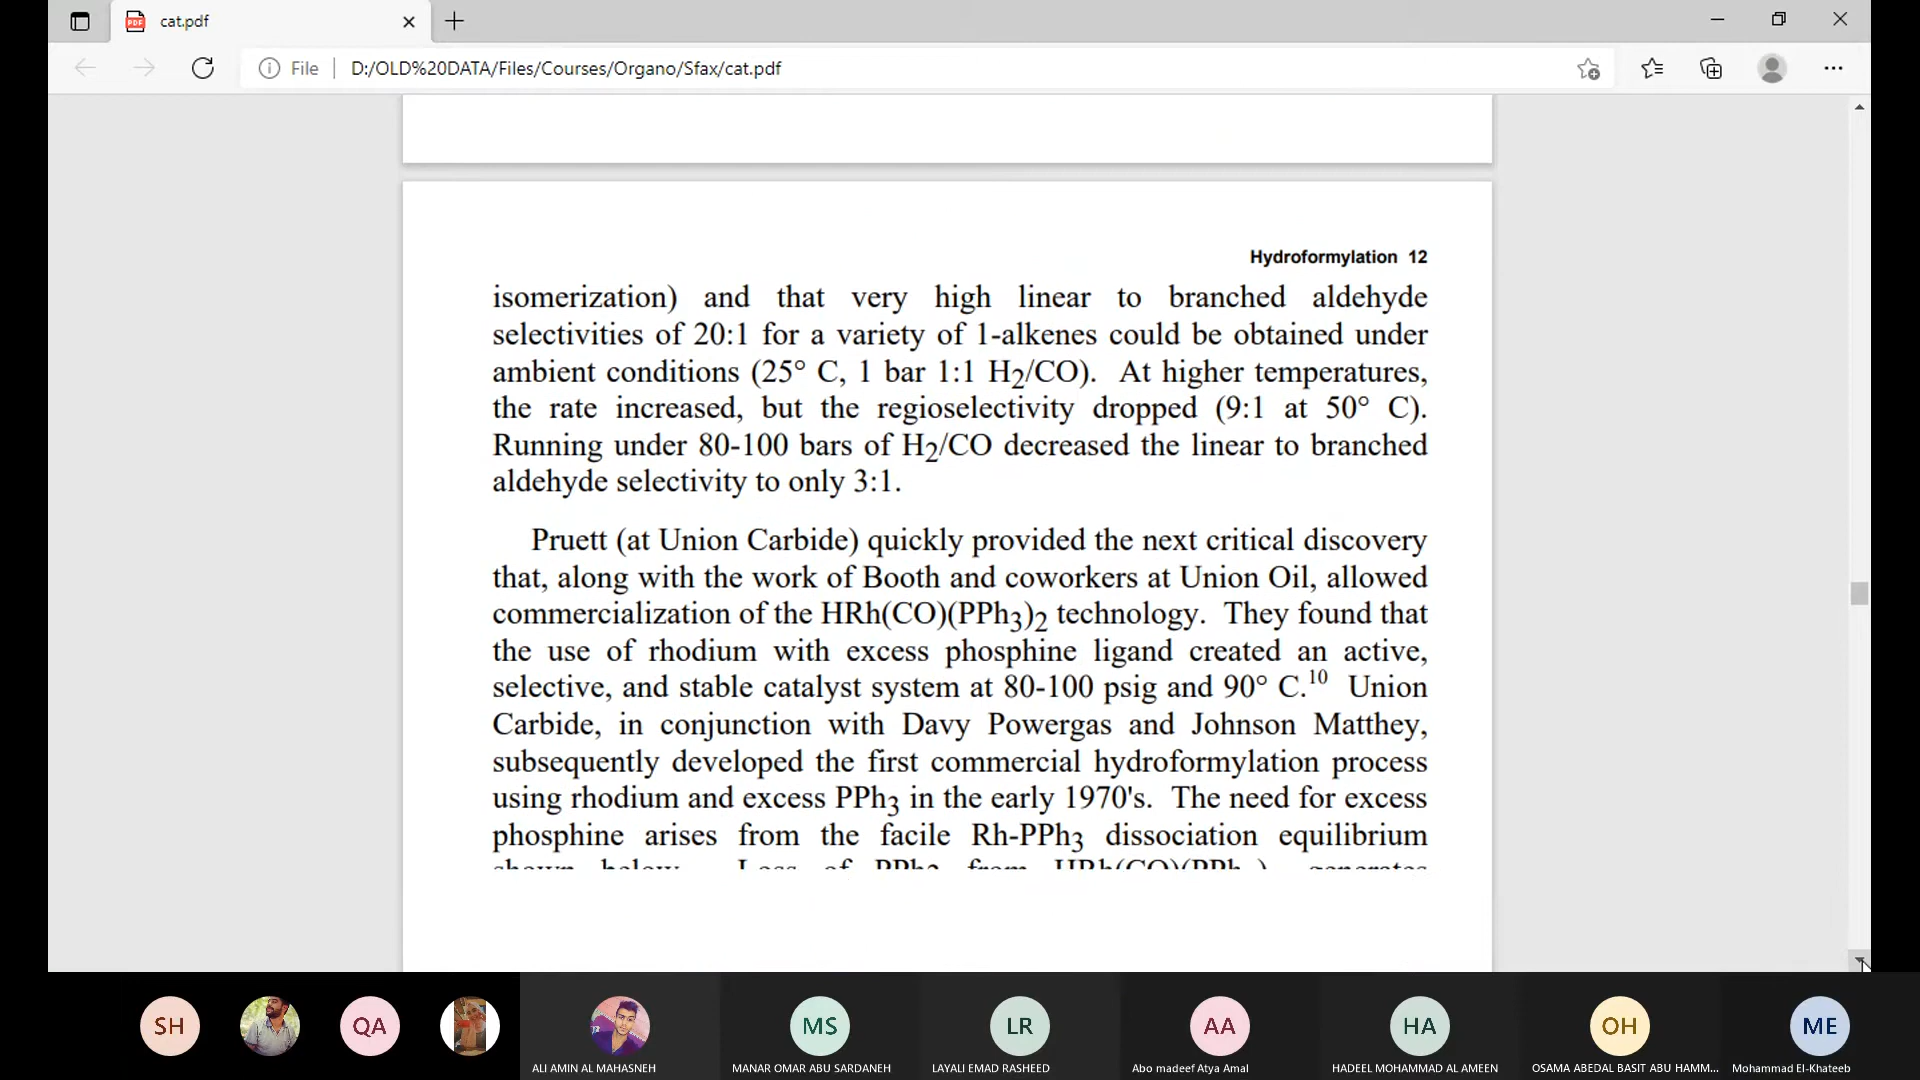 cat.pdf
File
D:/OLD%20DATA/Files/Courses/Organo/Sfax/cat.pdf
Hydroformylation 12
isomerization) and that very high linear to branched aldehyde
selectivities of 20:1 for a variety of 1-alkenes could be obtained under
ambient conditions (25° C, 1 bar 1:1 H2/CO). At higher temperatures,
the rate increased, but the regioselectivity dropped (9:1 at 50° C).
Running under 80-100 bars of H2/CO decreased the linear to branched
aldehyde selectivity to only 3:1.
Pruett (at Union Carbide) quickly provided the next critical discovery
that, along with the work of Booth and coworkers at Union Oil, allowed
commercialization of the HRh(CO)(PPh3)2 technology. They found that
the use of rhodium with excess phosphine ligand created an active,
selective, and stable catalyst system at 80-100 psig and 90° C.10 Union
Carbide, in conjunction with Davy Powergas and Johnson Matthey,
subsequently developed the first commercial hydroformylation process
using rhodium and excess PPh3 in the early 1970's. The need for excess
phosphine arises from the facile Rh-PPh3 dissociation equilibrium
SH QA MS LR AA HA OH ME
ALI AMIN AL MAHASNEH
MANAR OMAR ABU SARDANEH
LAYALI EMAD RASHEED
Abo madeef Atya Amal
HADEEL MOHAMMAD AL AMEEN
OSAMA ABEDAL BASIT ABU HAMM...
Mohammad El-Khateeb